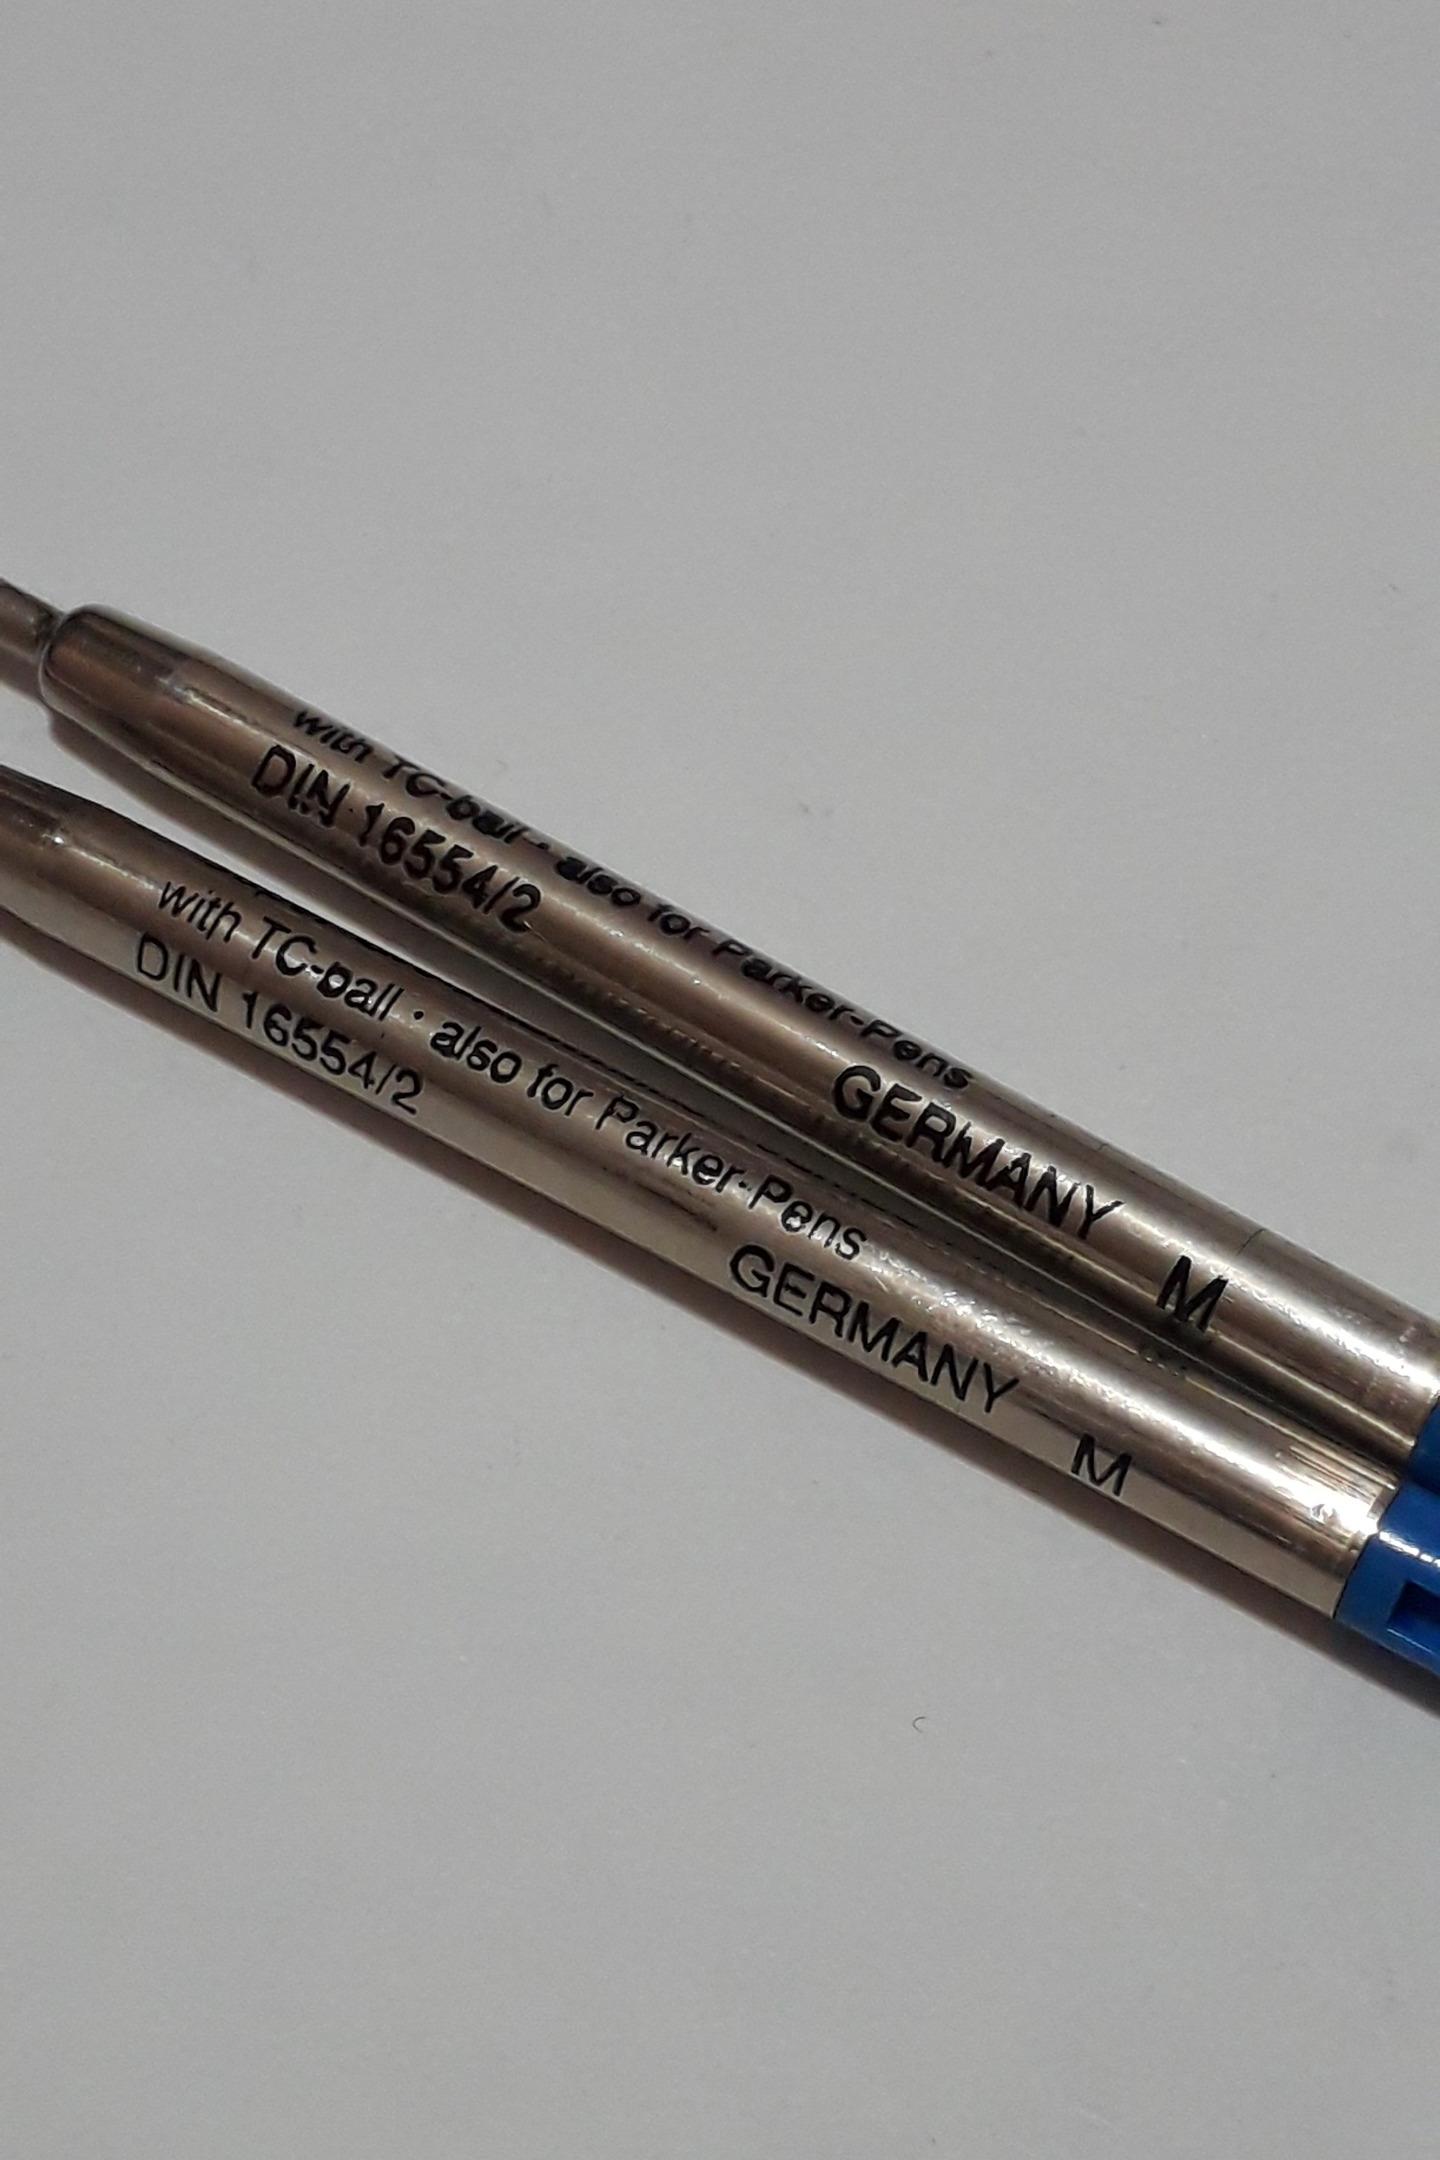 with TC-ball · also for Parker-Pens
DIN 16554/2
GERMANY M
with TC-ball · also for Parker-Pens
DIN 16554/2
GERMANY M